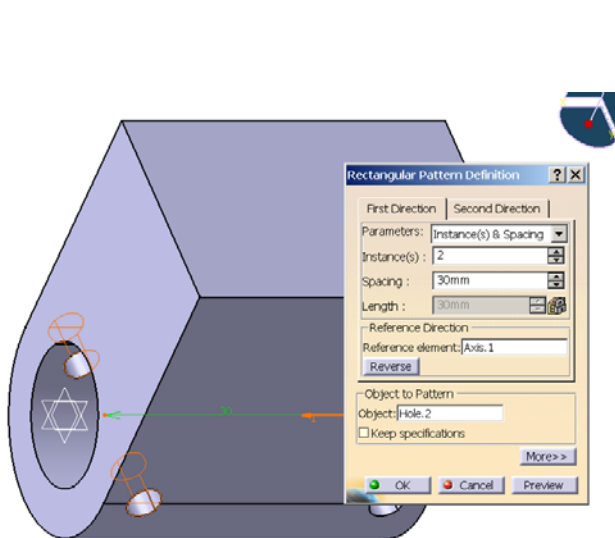 Rectangular Pattern Definition
First Direction Second Direction
Parameters: Instance(s) & Spacing
Instance(s) : 2
Spacing : 30mm
Length : 30mm
Reference Direction
Reference element: Axis.1
Reverse
Object to Pattern
Object: Hole.2
Keep specifications
30
More>>
OK Cancel Preview